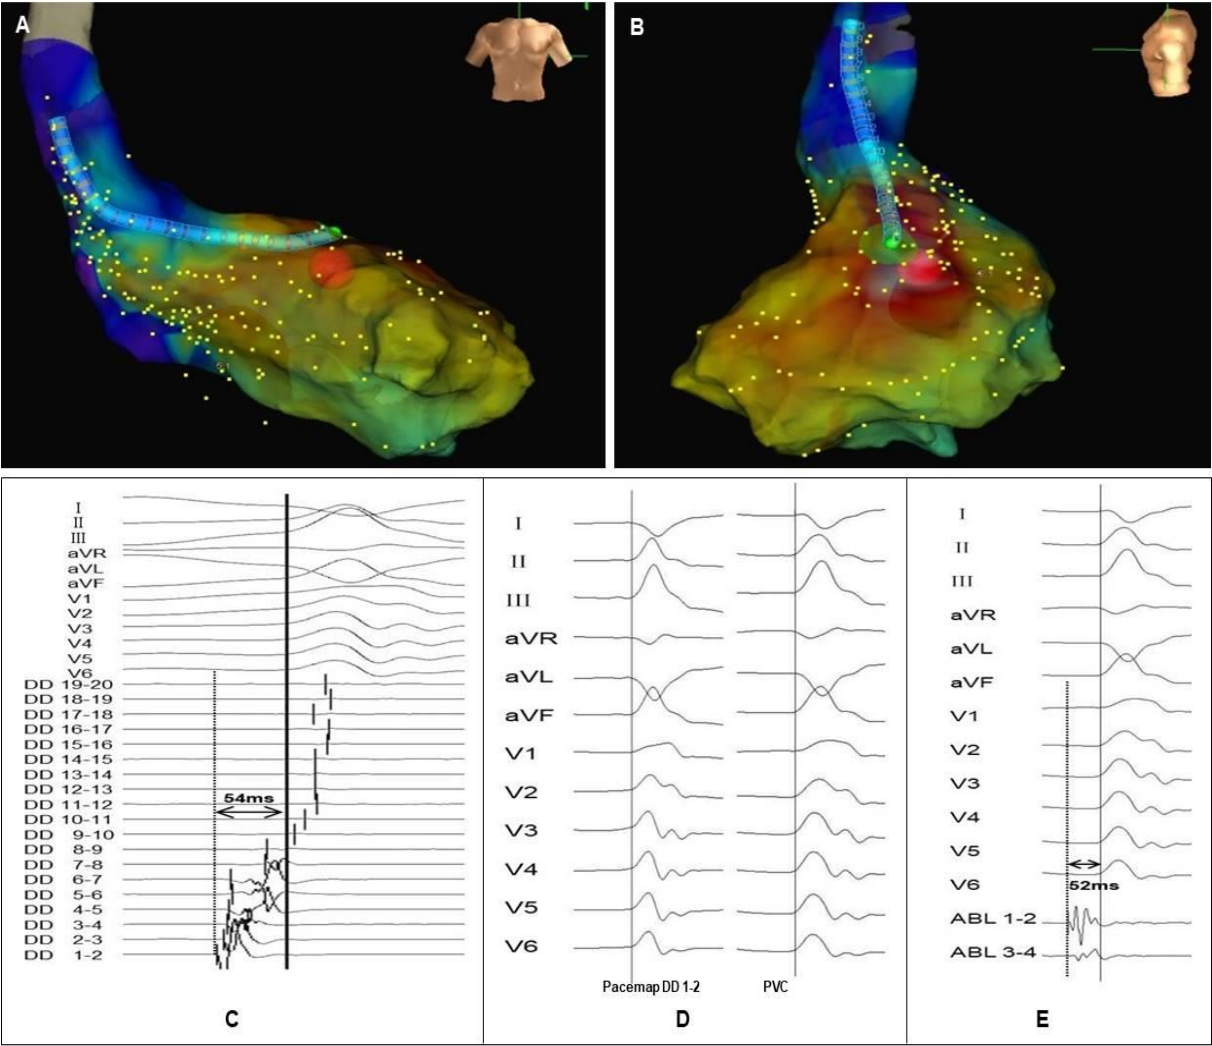 A
B
I
II
III
aVR
aVL
aVF
V1
V2
V3
V4
V5
V6
DD 19-20
DD 18-19
DD 17-18
DD 16-17
DD 15-16
DD 14-15
DD 13-14
DD 12-13
DD 11-12
DD 10-11
DD 9-10
DD 8-9
DD 7-8
DD 6-7
DD 5-6
DD 4-5
DD 3-4
DD 2-3
DD 1-2
54ms
C
I
II
III
aVR
aVL
aVF
V1
V2
V3
V4
V5
V6
Pacemap DD 1-2
PVC
D
I
II
III
aVR
aVL
aVF
V1
V2
V3
V4
V5
V6
52ms
ABL 1-2
ABL 3-4
E